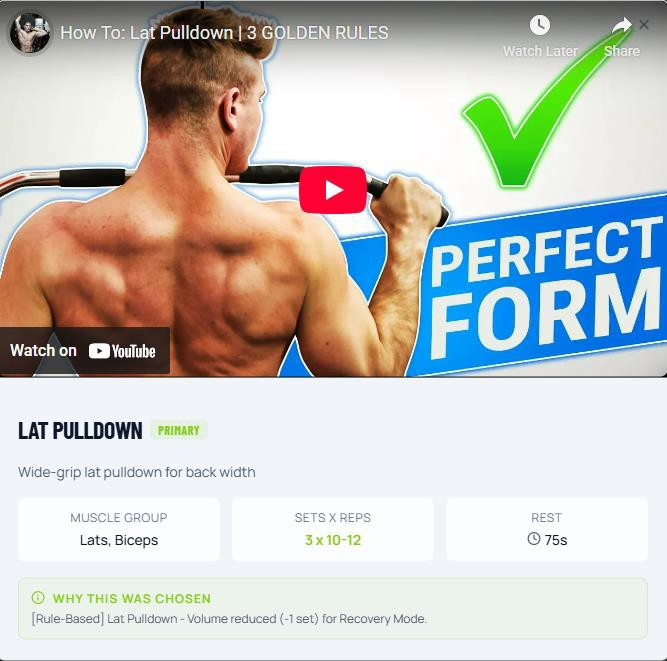 How To: Lat Pulldown | 3 GOLDEN RULES
Watch Later
Share
PERFECT
FORM
Watch on YouTube
LAT PULLDOWN PRIMARY
Wide-grip lat pulldown for back width
MUSCLE GROUP
Lats, Biceps
SETS X REPS
3 x 10-12
REST
75s
WHY THIS WAS CHOSEN
[Rule-Based] Lat Pulldown - Volume reduced (-1 set) for Recovery Mode.